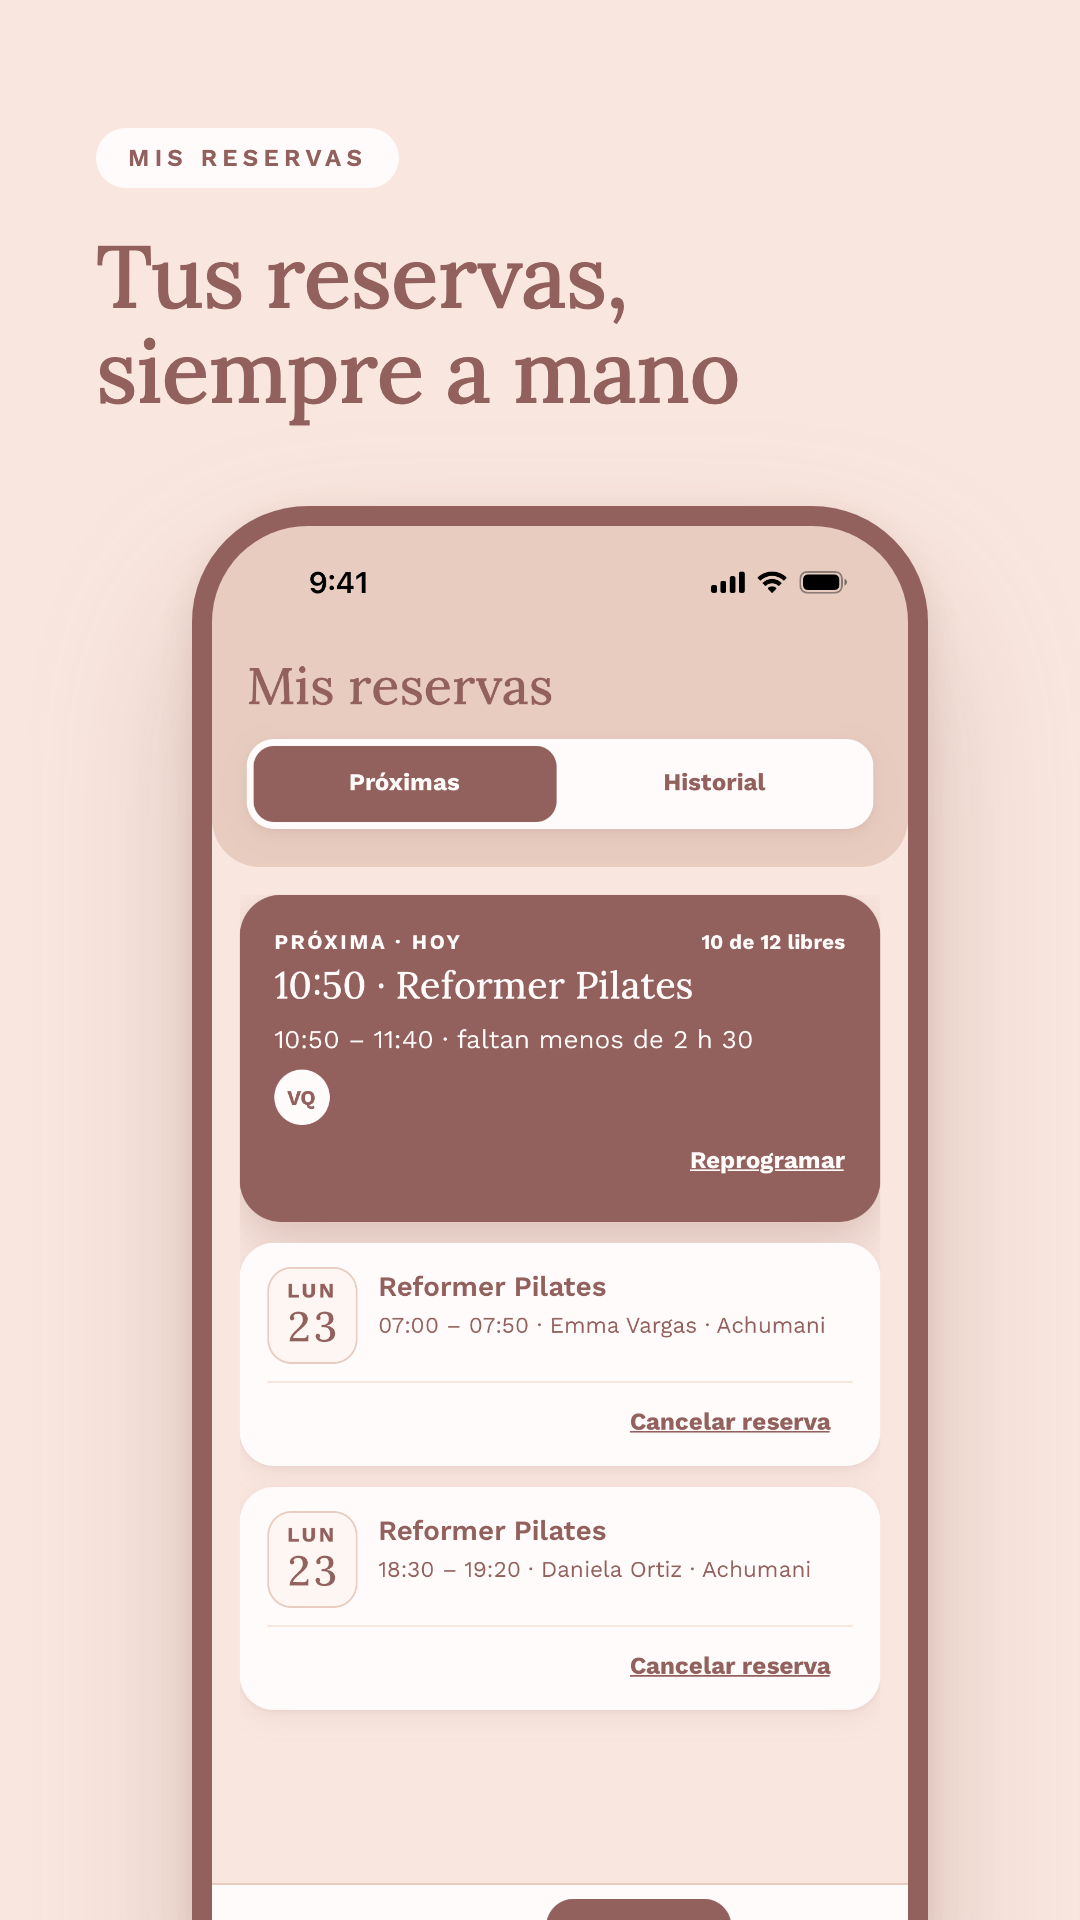 MIS RESERVAS
Tus reservas,
siempre a mano
9:41
Mis reservas
Próximas
Historial
PRÓXIMA · HOY
10 de 12 libres
10:50 · Reformer Pilates
10:50 – 11:40 · faltan menos de 2 h 30
VQ
Reprogramar
LUN
23
Reformer Pilates
07:00 – 07:50 · Emma Vargas · Achumani
Cancelar reserva
LUN
23
Reformer Pilates
18:30 – 19:20 · Daniela Ortiz · Achumani
Cancelar reserva